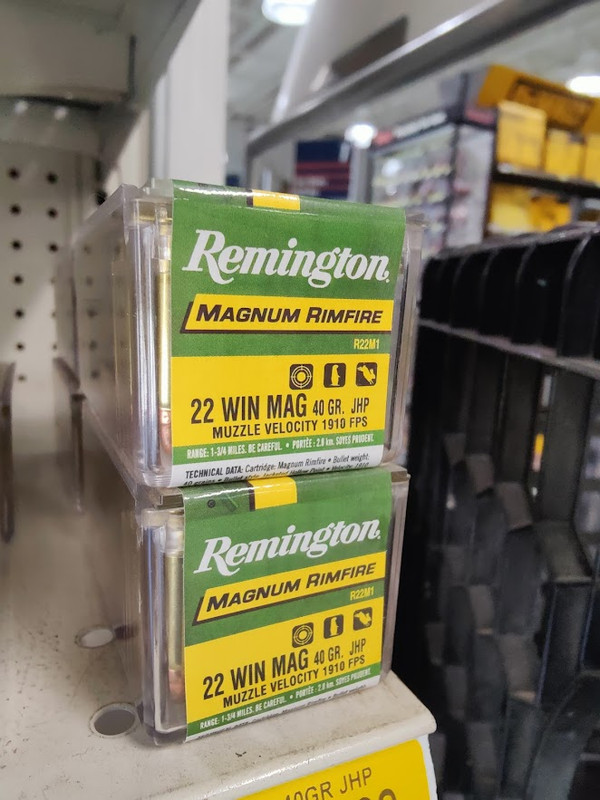 Remington
MAGNUM RIMFIRE
R22M1
22 WIN MAG 40 GR. JHP
MUZZLE VELOCITY 1910 FPS
RANGE: 1-3/4 MILES. BE CAREFUL. • PORTÉE: 2.8 km. SOYES PRUDENT.
TECHNICAL DATA: Cartridge: Magnum Rimfire • Bullet weight:
Remington
MAGNUM RIMFIRE
R22M1
22 WIN MAG 40 GR. JHP
MUZZLE VELOCITY 1910 FPS
RANGE: 1-3/4 MILES. BE CAREFUL. • PORTÉE: 2.8 km. SOYES PRUDENT.
40GR JHP